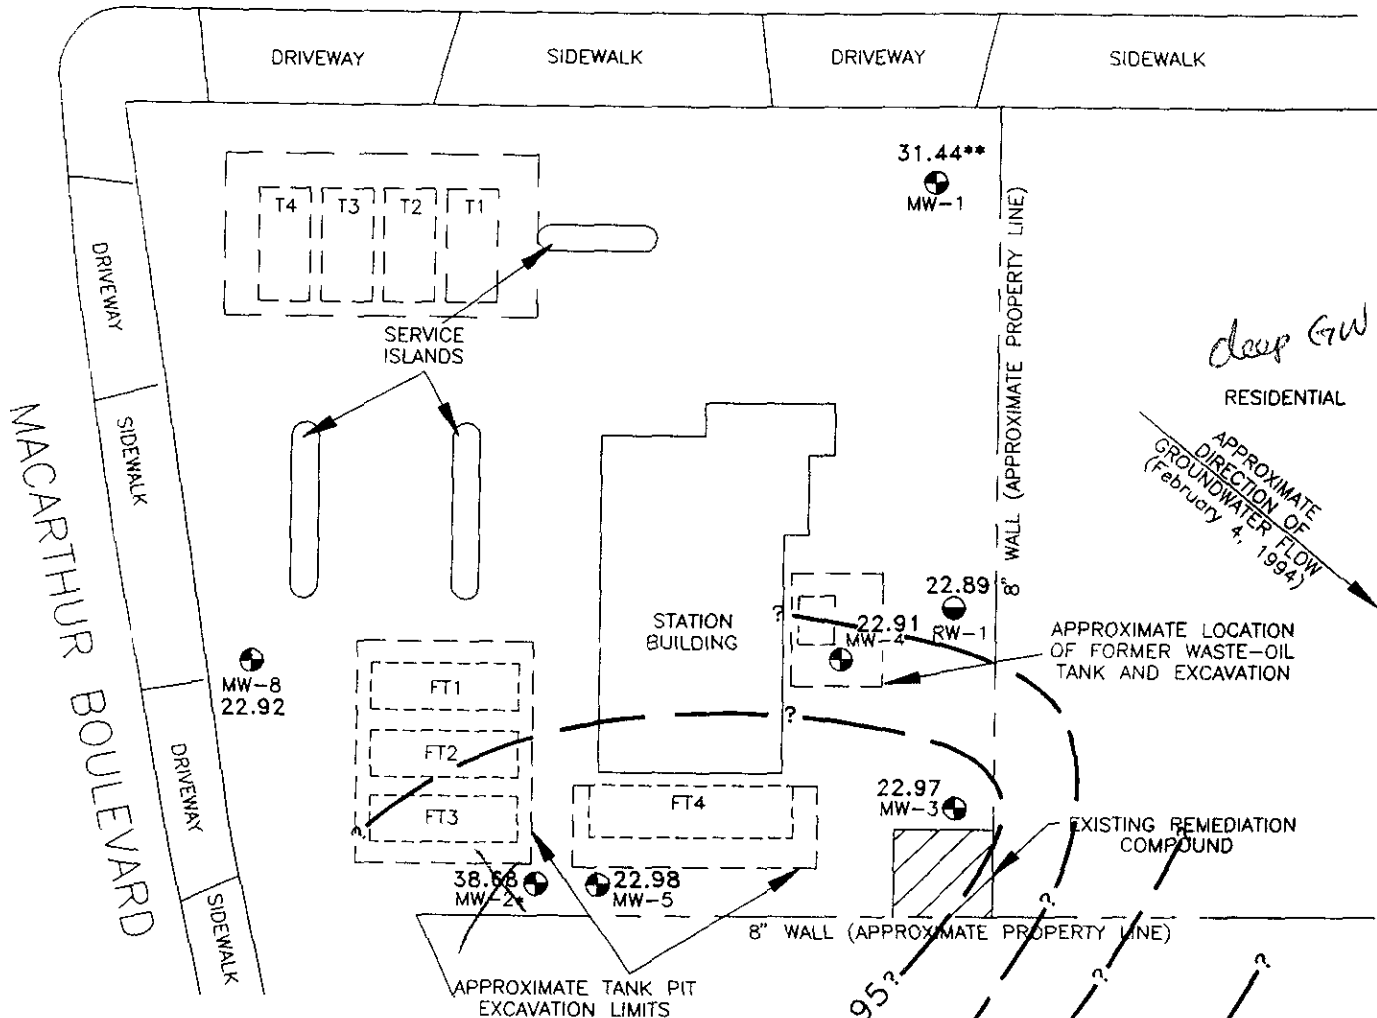 DRIVEWAY
SIDEWALK
DRIVEWAY
SIDEWALK
31.44**
MW-1
T4
T3
T2
T1
DRIVEWAY
SERVICE
ISLANDS
8" WALL (APPROXIMATE PROPERTY LINE)
deep GW
RESIDENTIAL
APPROXIMATE
DIRECTION OF
GROUNDWATER FLOW
(February 4, 1994)
SIDEWALK
MACARTHUR BOULEVARD
STATION
BUILDING
?
22.91
MW-4
22.89
RW-1
APPROXIMATE LOCATION
OF FORMER WASTE-OIL
TANK AND EXCAVATION
MW-8
22.92
FT1
FT2
FT3
?
?
FT4
22.97
MW-3
EXISTING REMEDIATION
COMPOUND
?
DRIVEWAY
38.68
MW-2*
22.98
MW-5
SIDEWALK
8" WALL (APPROXIMATE PROPERTY LINE)
?
APPROXIMATE TANK PIT
EXCAVATION LIMITS
95?
?
?